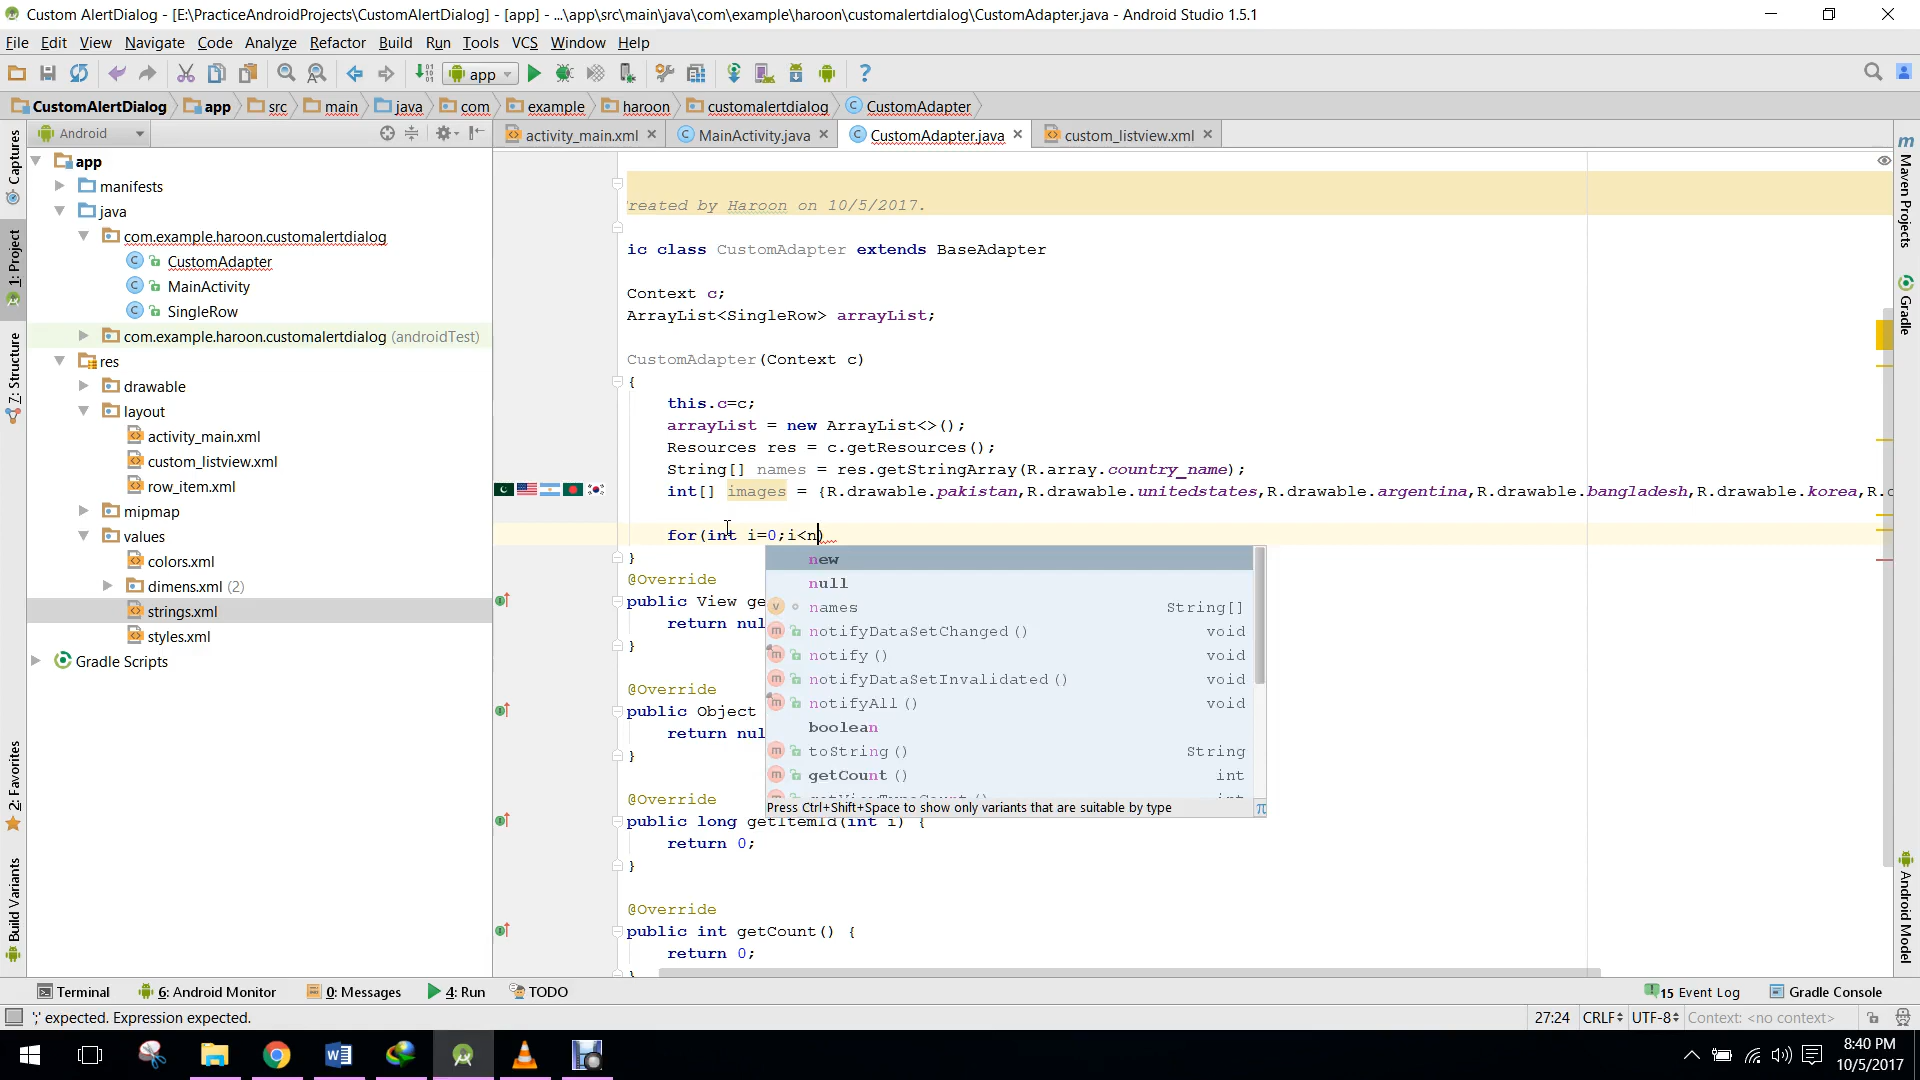 Custom AlertDialog - [E:\PracticeAndroidProjects\CustomAlertDialog] - [app] - ...\app\src\main\java\com\example\haroon\customalertdialog\CustomAdapter.java - Android Studio 1.5.1
File Edit View Navigate Code Analyze Refactor Build Run Tools VCS Window Help
app
CustomAlertDialog app src main java com example haroon customalertdialog CustomAdapter
Android
activity_main.xml MainActivity.java CustomAdapter.java custom_listview.xml
Captures
1: Project
7: Structure
2: Favorites
Build Variants
app
manifests
java
com.example.haroon.customalertdialog
CustomAdapter
MainActivity
SingleRow
com.example.haroon.customalertdialog (androidTest)
res
drawable
layout
activity_main.xml
custom_listview.xml
row_item.xml
mipmap
values
colors.xml
dimens.xml (2)
strings.xml
styles.xml
Gradle Scripts
reated by Haroon on 10/5/2017.
ic class CustomAdapter extends BaseAdapter
Context c;
ArrayList<SingleRow> arrayList;
CustomAdapter(Context c)
{
this.c=c;
arrayList = new ArrayList<>();
Resources res = c.getResources();
String[] names = res.getStringArray(R.array.country_name);
int[] images = {R.drawable.pakistan,R.drawable.unitedstates,R.drawable.argentina,R.drawable.bangladesh,R.drawable.korea,R.
for(int i=0;i<n)
}
@Override
public View ge
return nul
}
@Override
public Object
return nul
}
@Override
public long getItemId(int i) {
return 0;
}
@Override
public int getCount() {
return 0;
}
new
null
names String[]
notifyDataSetChanged() void
notify() void
notifyDataSetInvalidated() void
notifyAll() void
boolean
toString() String
getCount() int
Press Ctrl+Shift+Space to show only variants that are suitable by type
π
m Maven Projects
Gradle
Android Model
Terminal 6: Android Monitor 0: Messages 4: Run TODO 15 Event Log Gradle Console
';' expected. Expression expected. 27:24 CRLF UTF-8 Context: <no context>
8:40 PM
10/5/2017